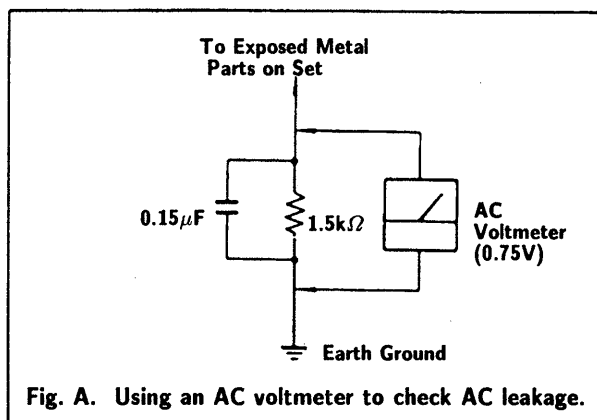 To Exposed Metal
Parts on Set
0.15μF
1.5kΩ
AC
Voltmeter
(0.75V)
Earth Ground
Fig. A. Using an AC voltmeter to check AC leakage.